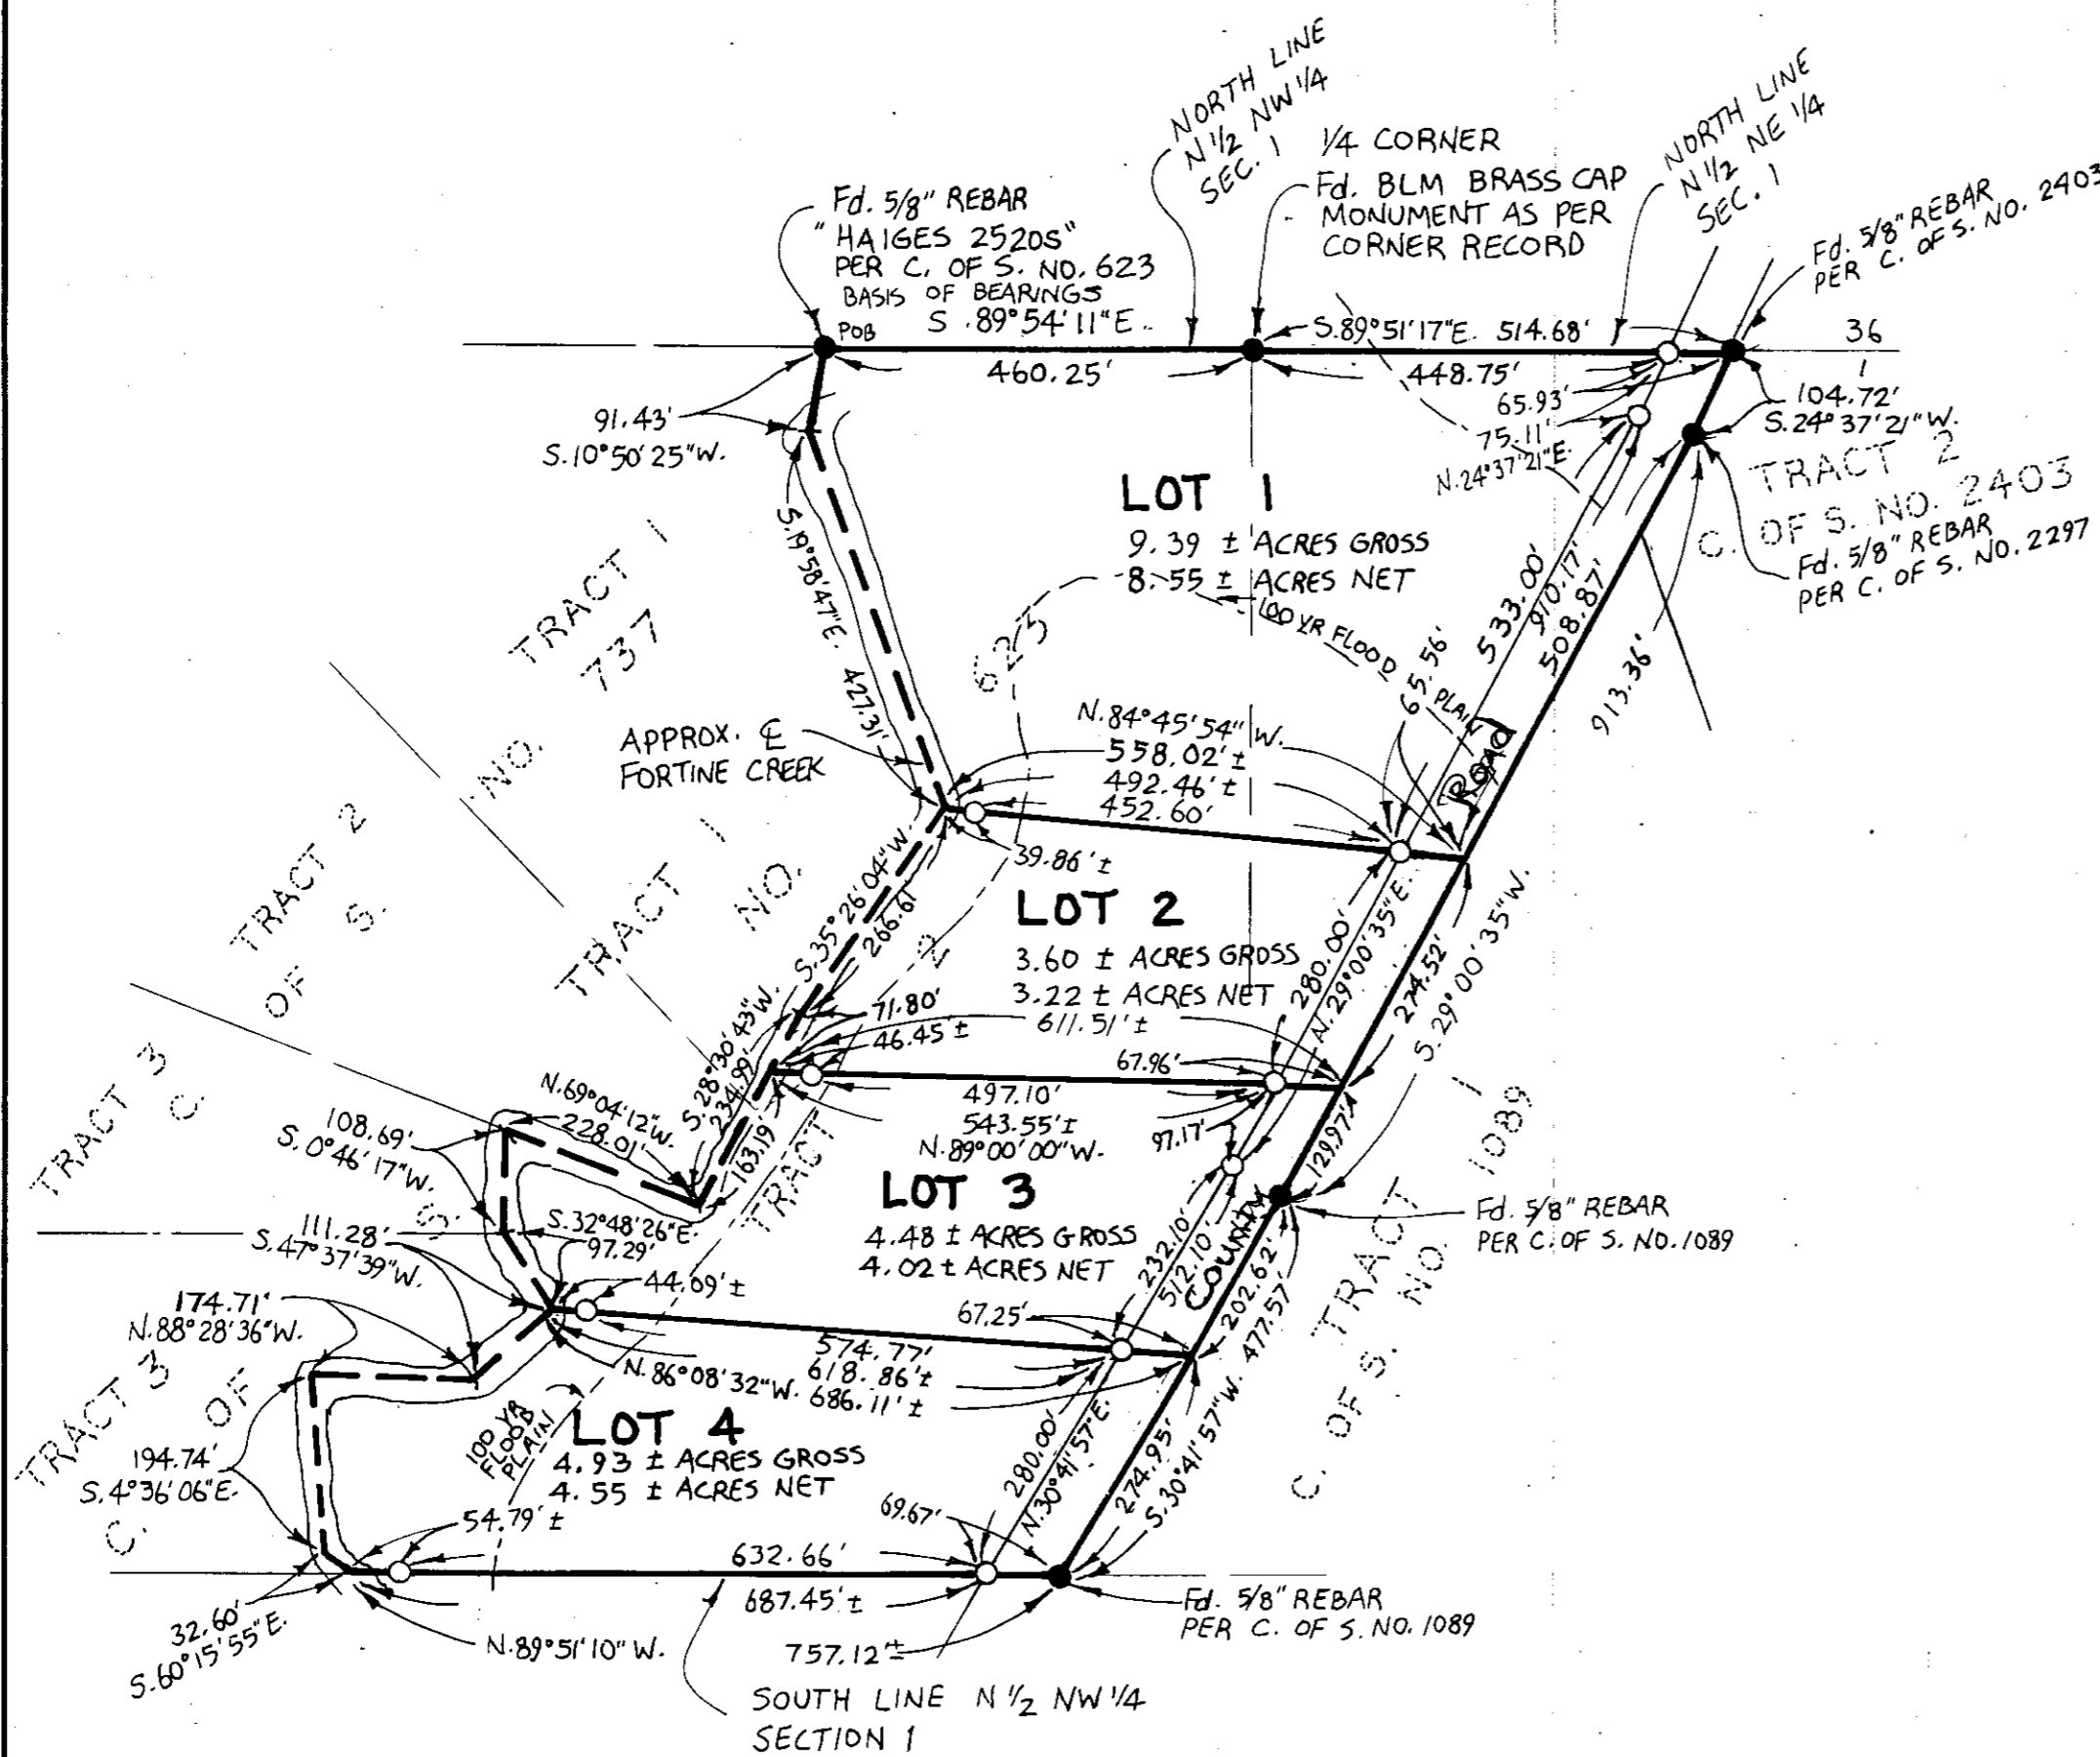 NORTH LINE
N 1/2 NW 1/4
SEC. 1
1/4 CORNER
Fd. BLM BRASS CAP
MONUMENT AS PER
CORNER RECORD
NORTH LINE
N 1/2 NE 1/4
SEC. 1
Fd. 5/8" REBAR
PER C. OF S. NO. 2403
Fd. 5/8" REBAR
"HAIGES 2520S"
PER C. OF S. NO. 623
BASIS OF BEARINGS
POB
S.89°54'11"E.
460.25'
S.89°51'17"E. 514.68'
448.75'
36
1
65.93'
75.11'
N.24°37'21"E.
104.72'
S.24°37'21"W.
TRACT 2
C. OF S. NO. 2403
Fd. 5/8" REBAR
PER C. OF S. NO. 2297
91.43'
S.10°50'25"W.
S.19°58'47"E. 427.31'
LOT 1
9.39 ± ACRES GROSS
8.55 ± ACRES NET
100 YR FLOOD PLAIN
623
533.00'
910.17'
508.87'
913.36'
65.56'
TRACT 1
NO. 737
APPROX. ℄
FORTINE CREEK
N.84°45'54"W.
558.02'±
492.46'±
452.60'
39.86'±
Road
TRACT 2
OF S.
TRACT 1
NO.
S.35°26'04"W.
266.61'
LOT 2
3.60 ± ACRES GROSS
3.22 ± ACRES NET
2
280.00'
N.29°00'35"E.
274.52'
S.29°00'35"W.
71.80'
46.45'±
611.51'±
67.96'
497.10'
543.55'±
N.89°00'00"W.
97.17'
129.97'
S.28°30'43"W.
234.99'
163.19'
TRACT
TRACT 3
C.
S.
N.69°04'12"W.
228.01'
108.69'
S.0°46'17"W.
LOT 3
4.48 ± ACRES GROSS
4.02 ± ACRES NET
S.32°48'26"E.
97.29'
111.28'
S.47°37'39"W.
44.09'±
174.71'
N.88°28'36"W.
232.10'
512.10'
COUNTY
202.62'
477.57'
S.30°41'57"W.
TRACT 1
C. OF S. NO. 1089
Fd. 5/8" REBAR
PER C. OF S. NO. 1089
67.25'
574.77'
618.86'±
N.86°08'32"W. 686.11'±
TRACT 3
C. OF
100 YR
FLOOD
PLAIN
LOT 4
4.93 ± ACRES GROSS
4.55 ± ACRES NET
280.00'
N.30°41'57"E.
274.95'
194.74'
S.4°36'06"E.
54.79'±
69.67'
632.66'
687.45'±
32.60'
S.60°15'55"E.
N.89°51'10"W.
757.12'±
Fd. 5/8" REBAR
PER C. OF S. NO. 1089
SOUTH LINE N 1/2 NW 1/4
SECTION 1